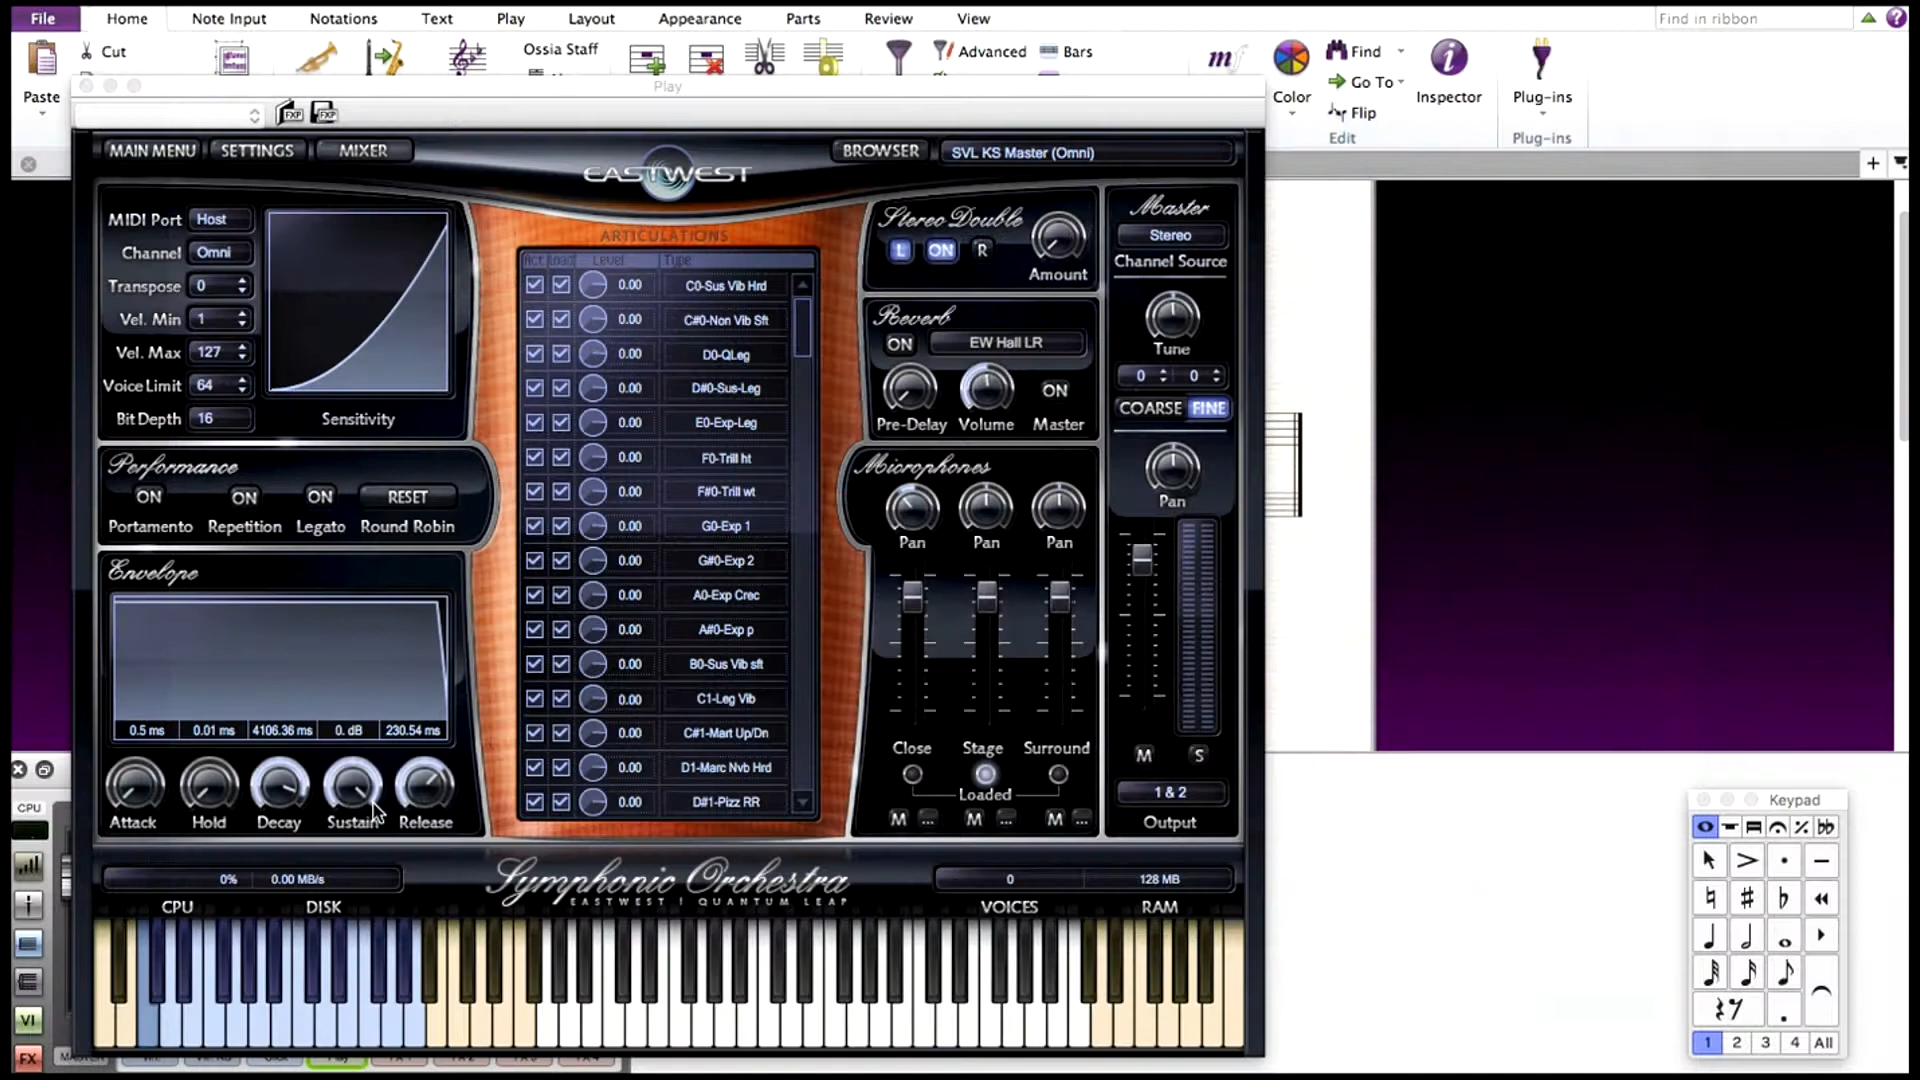 File Home Note Input Notations Text Play Layout Appearance Parts Review View Find in ribbon
Cut Ossia Staff Advanced Bars Find
Paste Color Go To Inspector Plug-ins
Flip
Edit Plug-ins
Play
FXP FXP
MAIN MENU SETTINGS MIXER BROWSER SVL KS Master (Omni)
EASTWEST
MIDI Port Host
Channel Omni
Transpose 0
Vel. Min 1
Vel. Max 127
Voice Limit 64
Bit Depth 16
Sensitivity
Performance
ON ON ON RESET
Portamento Repetition Legato Round Robin
Envelope
0.5 ms 0.01 ms 4106.36 ms 0. dB 230.54 ms
Attack Hold Decay Sustain Release
ARTICULATIONS
Act Load Level Type
0.00 C0-Sus Vib Hrd
0.00 C#0-Non Vib Sft
0.00 D0-QLeg
0.00 D#0-Sus-Leg
0.00 E0-Exp-Leg
0.00 F0-Trill ht
0.00 F#0-Trill wt
0.00 G0-Exp 1
0.00 G#0-Exp 2
0.00 A0-Exp Crec
0.00 A#0-Exp p
0.00 B0-Sus Vib sft
0.00 C1-Leg Vib
0.00 C#1-Mart Up/Dn
0.00 D1-Marc Nvb Hrd
0.00 D#1-Pizz RR
Stereo Double
L ON R
Amount
Reverb
ON EW Hall LR
ON
Pre-Delay Volume Master
Microphones
Pan Pan Pan
Close Stage Surround
Loaded
M ... M ... M ...
Master
Stereo
Channel Source
Tune
0 0
COARSE FINE
Pan
M S
1 & 2
Output
0% 0.00 MB/s
CPU DISK
Symphonic Orchestra
EASTWEST | QUANTUM LEAP
0 128 MB
VOICES RAM
CPU
VI
FX
Keypad
1 2 3 4 All